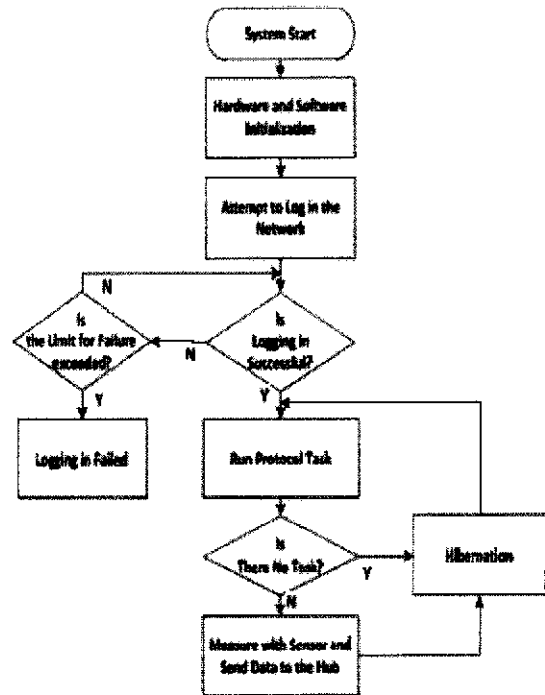 System Start
Hardware and Software
Initialization
Attempt to Log in the
Network
N
Is
the Limit for Failure
exceeded?
N
Is
Logging in
Successful?
Y
Y
Logging in Failed
Run Protocol Task
Is
There No Task?
Y
Hibernation
N
Measure with Sensor and
Send Data to the Hub